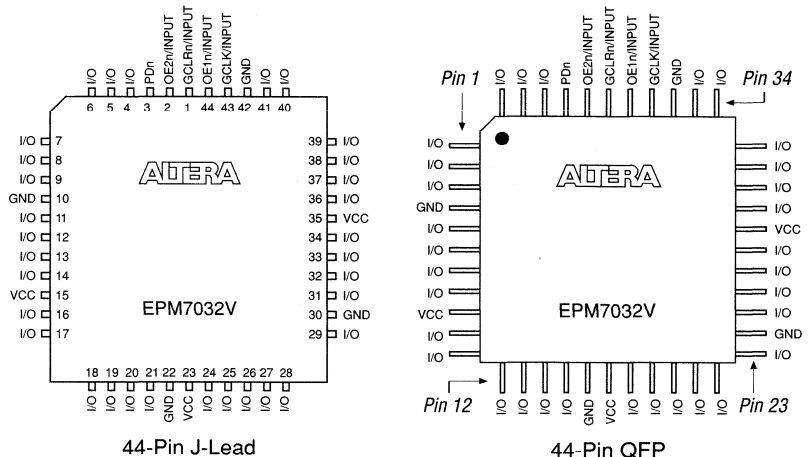 I/O I/O I/O PDn OE2n/INPUT GCLRn/INPUT OE1n/INPUT GCLK/INPUT GND I/O I/O
6 5 4 3 2 1 44 43 42 41 40
I/O 7
I/O 8
I/O 9
GND 10
I/O 11
I/O 12
I/O 13
I/O 14
VCC 15
I/O 16
I/O 17
ALTERA
EPM7032V
39 I/O
38 I/O
37 I/O
36 I/O
35 VCC
34 I/O
33 I/O
32 I/O
31 I/O
30 GND
29 I/O
18 19 20 21 22 23 24 25 26 27 28
I/O I/O I/O I/O GND VCC I/O I/O I/O I/O I/O
44-Pin J-Lead
I/O I/O I/O PDn OE2n/INPUT GCLRn/INPUT OE1n/INPUT GCLK/INPUT GND I/O I/O
Pin 1
Pin 34
I/O
I/O
I/O
GND
I/O
I/O
I/O
I/O
VCC
I/O
I/O
ALTERA
EPM7032V
I/O
I/O
I/O
I/O
VCC
I/O
I/O
I/O
I/O
GND
I/O
Pin 12
Pin 23
I/O I/O I/O I/O GND VCC I/O I/O I/O I/O I/O
44-Pin QFP